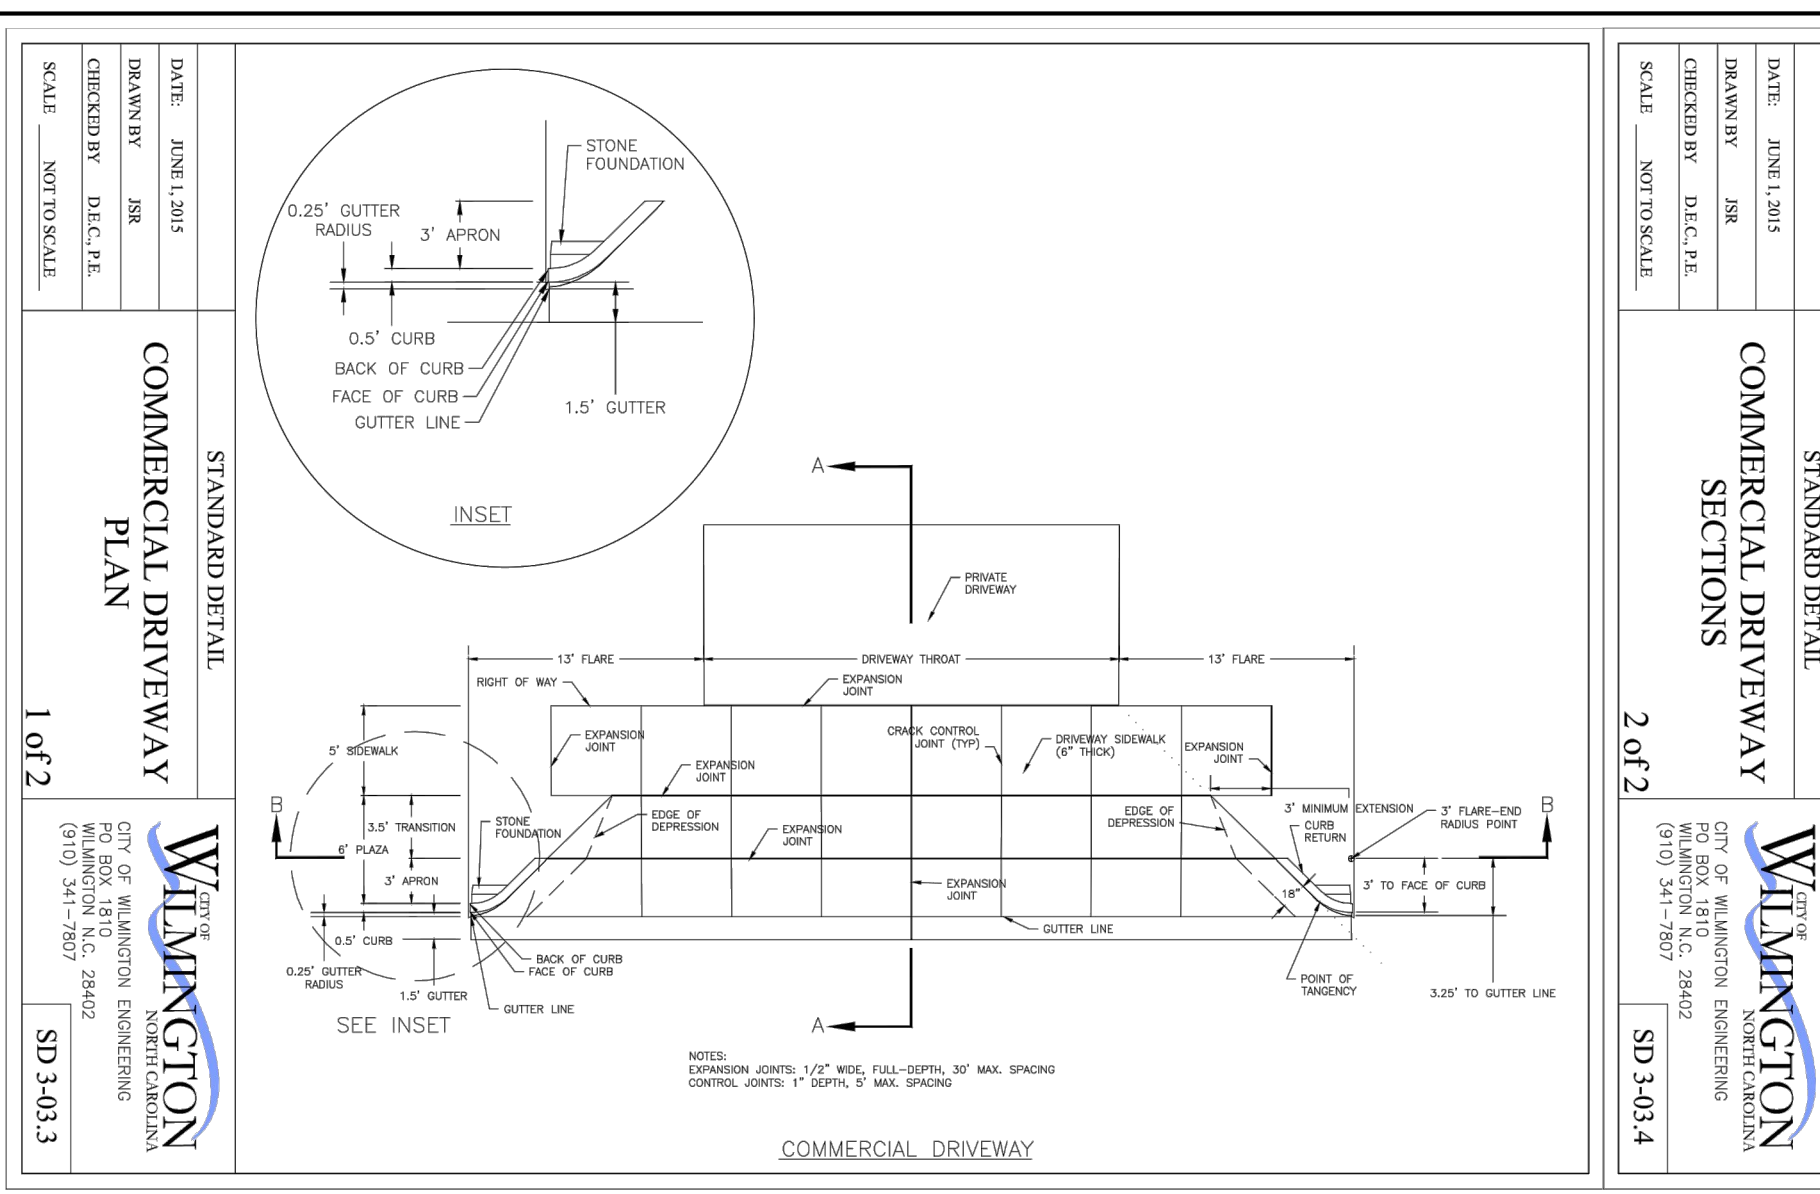 DATE: JUNE 1, 2015
DRAWN BY JSR
CHECKED BY D.E.C., P.E.
SCALE NOT TO SCALE
STANDARD DETAIL
COMMERCIAL DRIVEWAY
PLAN
1 of 2
CITY OF
WILMINGTON
NORTH CAROLINA
CITY OF WILMINGTON ENGINEERING
PO BOX 1810
WILMINGTON N.C. 28402
(910) 341-7807
SD 3-03.3
STONE
FOUNDATION
0.25' GUTTER
RADIUS
3' APRON
0.5' CURB
BACK OF CURB
FACE OF CURB
GUTTER LINE
1.5' GUTTER
INSET
A
PRIVATE
DRIVEWAY
13' FLARE
DRIVEWAY THROAT
13' FLARE
RIGHT OF WAY
EXPANSION
JOINT
5' SIDEWALK
EXPANSION
JOINT
EXPANSION
JOINT
CRACK CONTROL
JOINT (TYP)
DRIVEWAY SIDEWALK
(6" THICK)
EXPANSION
JOINT
B
3.5' TRANSITION
6' PLAZA
3' APRON
STONE
FOUNDATION
EDGE OF
DEPRESSION
EXPANSION
JOINT
EDGE OF
DEPRESSION
3' MINIMUM EXTENSION
CURB
RETURN
3' FLARE-END
RADIUS POINT
B
EXPANSION
JOINT
18"
3' TO FACE OF CURB
0.5' CURB
0.25' GUTTER
RADIUS
1.5' GUTTER
BACK OF CURB
FACE OF CURB
GUTTER LINE
GUTTER LINE
POINT OF
TANGENCY
3.25' TO GUTTER LINE
SEE INSET
A
NOTES:
EXPANSION JOINTS: 1/2" WIDE, FULL-DEPTH, 30' MAX. SPACING
CONTROL JOINTS: 1" DEPTH, 5' MAX. SPACING
COMMERCIAL DRIVEWAY
DATE: JUNE 1, 2015
DRAWN BY JSR
CHECKED BY D.E.C., P.E.
SCALE NOT TO SCALE
STANDARD DETAIL
COMMERCIAL DRIVEWAY
SECTIONS
2 of 2
CITY OF
WILMINGTON
NORTH CAROLINA
CITY OF WILMINGTON ENGINEERING
PO BOX 1810
WILMINGTON N.C. 28402
(910) 341-7807
SD 3-03.4